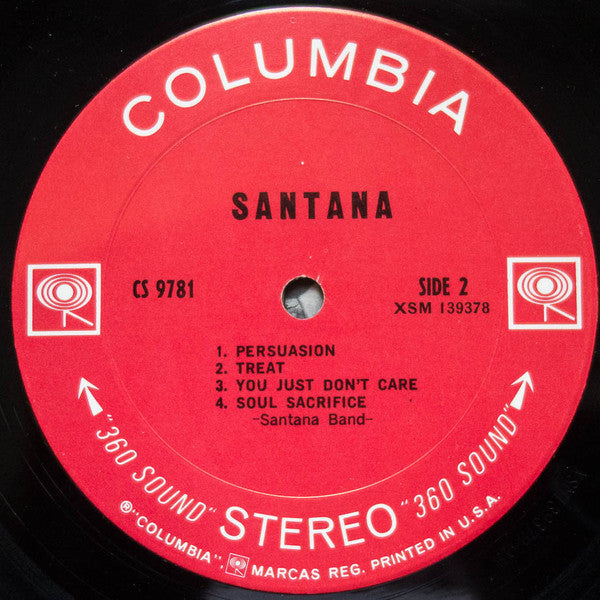 COLUMBIA
SANTANA
CS 9781
SIDE 2
XSM 139378
1. PERSUASION
2. TREAT
3. YOU JUST DON'T CARE
4. SOUL SACRIFICE
-Santana Band-
"360 SOUND" STEREO "360 SOUND"
®"COLUMBIA", MARCAS REG. PRINTED IN U.S.A.